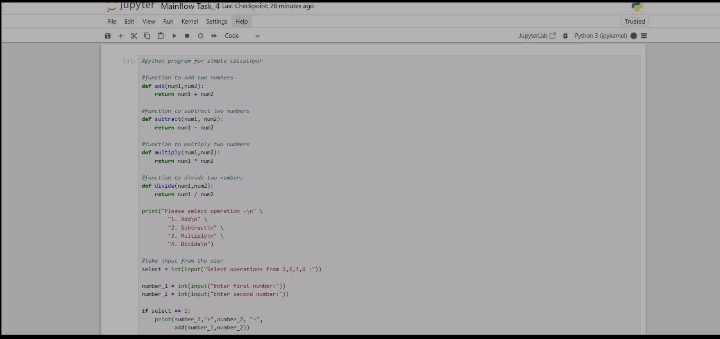 jupyter Mainflow Task_4 Last Checkpoint: 28 minutes ago
File Edit View Run Kernel Settings Help Trusted
Code JupyterLab Python 3 (ipykernel)
#python program for simple calculator
#function to add two numbers
def add(num1,num2):
return num1 + num2
#function to subtract two numbers
def subtract(num1, num2):
return num1 - num2
#function to multiply two numbers
def multiply(num1,num2):
return num1 * num2
#function to divide two numbers
def divide(num1,num2):
return num1 / num2
print("Please select operation -\n" \
"1. Add\n" \
"2. Subtract\n" \
"3. Multiply\n" \
"4. Divide\n")
#take input from the user
select = int(input("Select operations from 1,2,3,4 :"))
number_1 = int(input("Enter first number:"))
number_2 = int(input("Enter second number:"))
if select == 1:
print(number_1,"+",number_2, "=",
add(number_1,number_2))